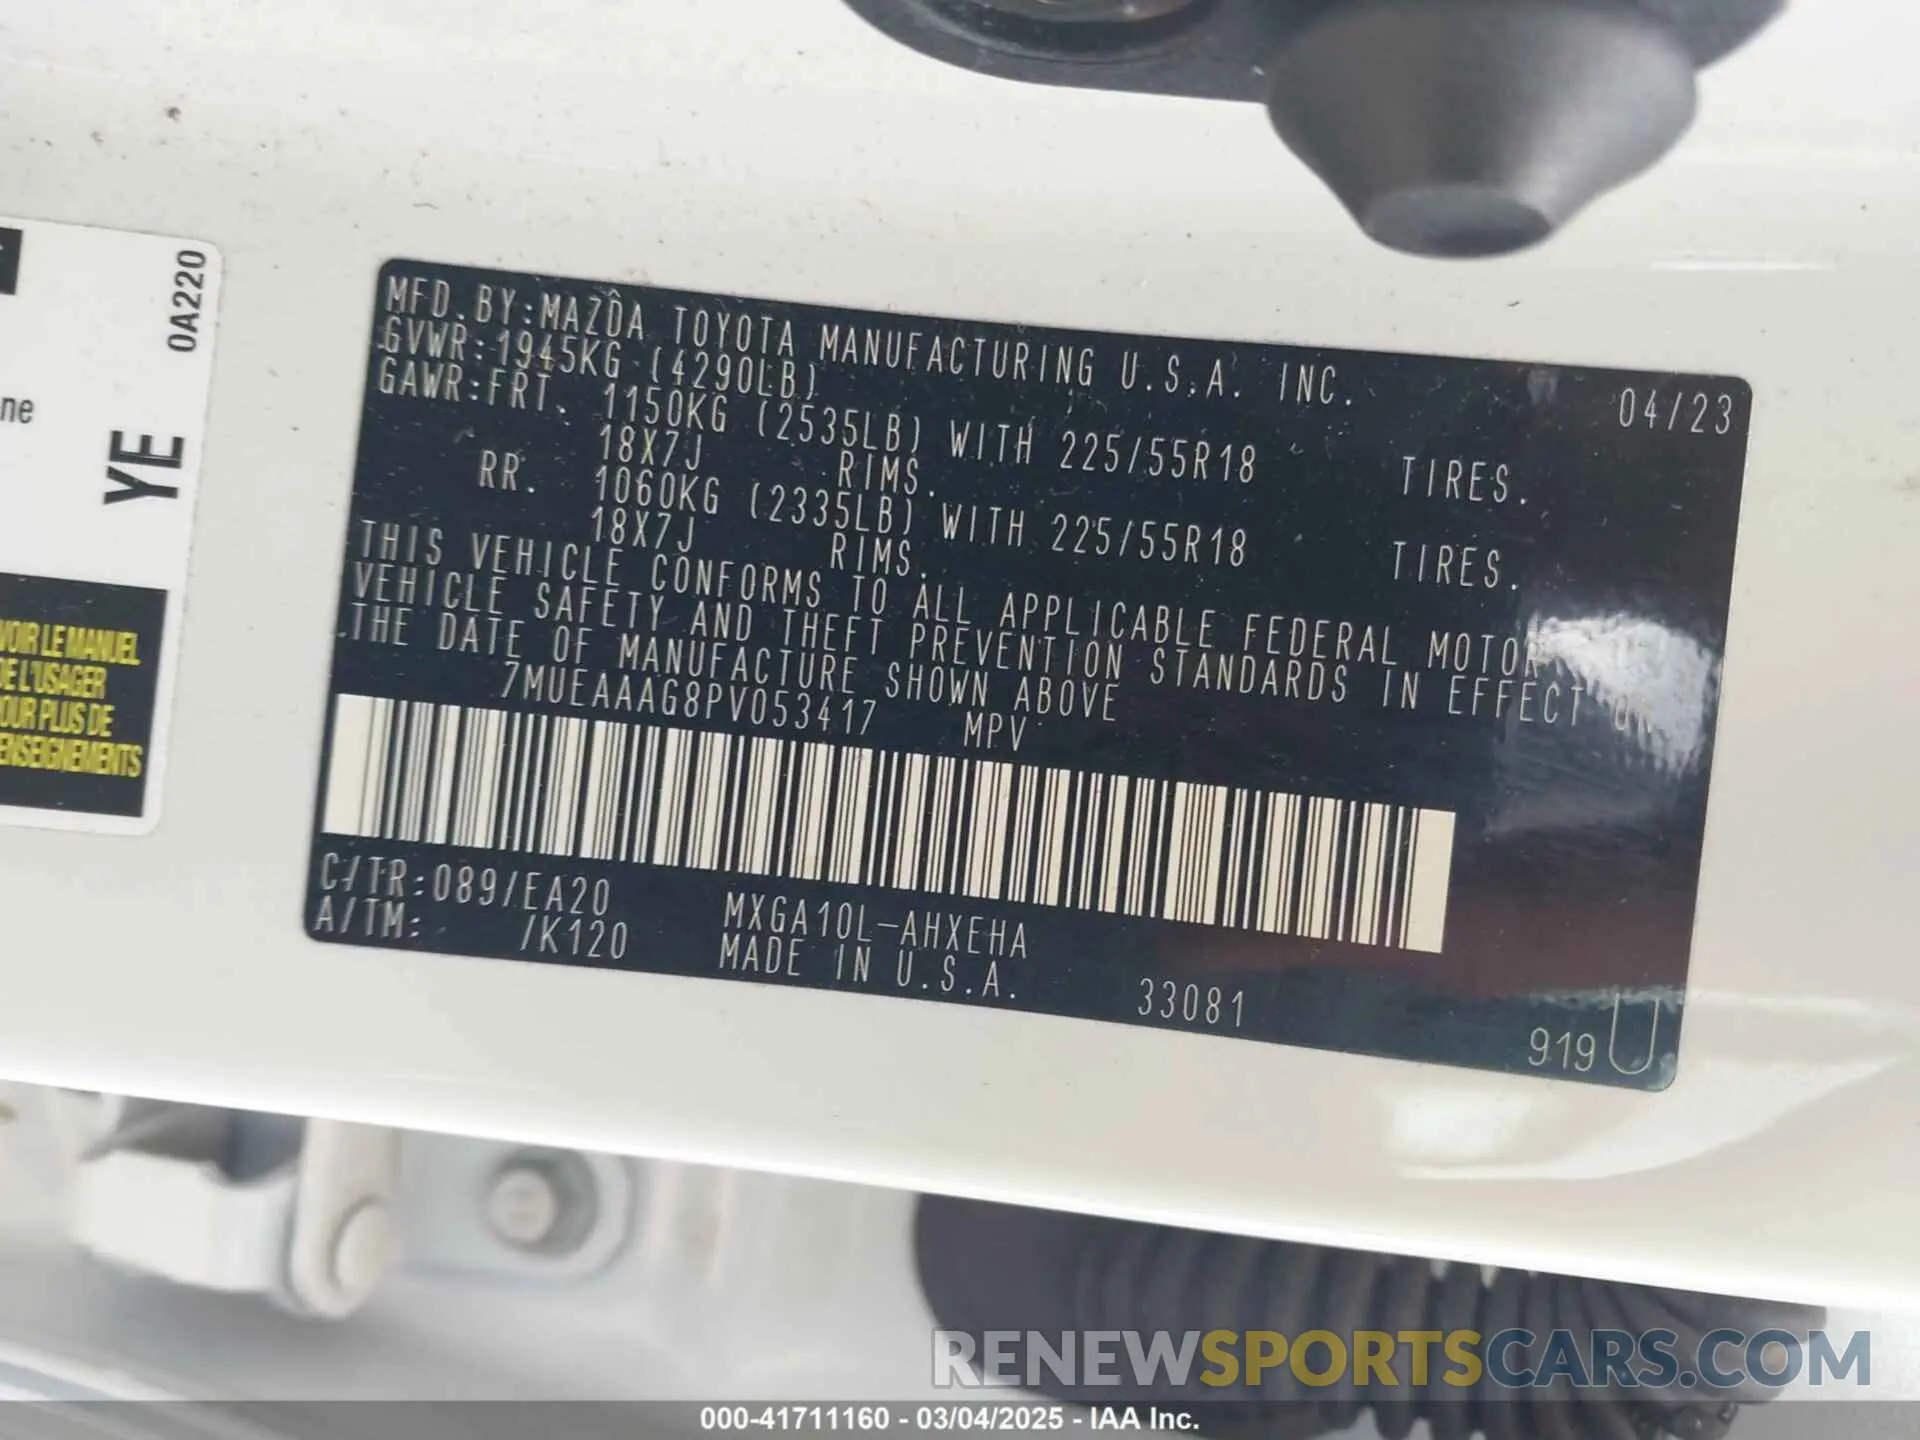 0A220
YE
ne
VOIR LE MANUEL
DE L'USAGER
POUR PLUS DE
RENSEIGNEMENTS
MFD. BY:MAZDA TOYOTA MANUFACTURING U.S.A. INC. 04/23
GVWR:1945KG (4290LB)
GAWR:FRT. 1150KG (2535LB) WITH 225/55R18 TIRES.
18X7J RIMS.
RR. 1060KG (2335LB) WITH 225/55R18 TIRES.
18X7J RIMS.
THIS VEHICLE CONFORMS TO ALL APPLICABLE FEDERAL MOTOR
VEHICLE SAFETY AND THEFT PREVENTION STANDARDS IN EFFECT ON
THE DATE OF MANUFACTURE SHOWN ABOVE
7MUEAAAG8PV053417 MPV
C/TR:089/EA20 MXGA10L-AHXEHA
A/TM: /K120 MADE IN U.S.A. 33081
919 U
RENEWSPORTSCARS.COM
000-41711160 - 03/04/2025 - IAA Inc.